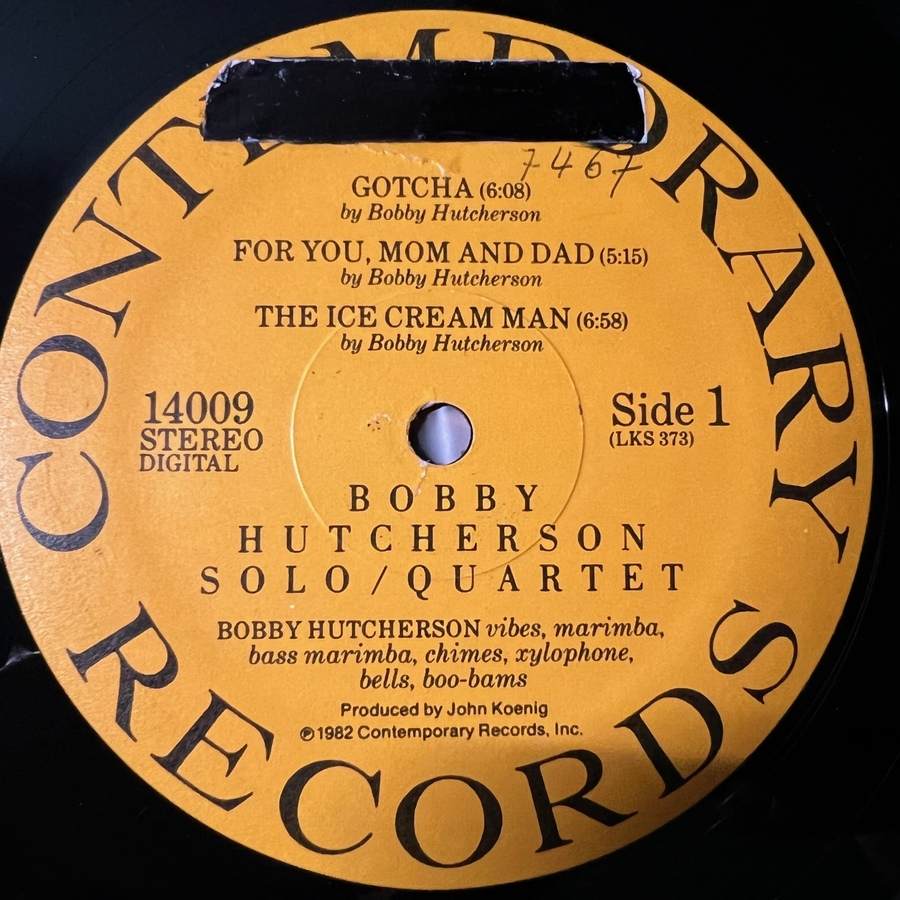 CONTEMPORARY
7467
GOTCHA (6:08)
by Bobby Hutcherson
FOR YOU, MOM AND DAD (5:15)
by Bobby Hutcherson
THE ICE CREAM MAN (6:58)
by Bobby Hutcherson
14009
STEREO
DIGITAL
Side 1
(LKS 373)
BOBBY
HUTCHERSON
SOLO/QUARTET
BOBBY HUTCHERSON vibes, marimba,
bass marimba, chimes, xylophone,
bells, boo-bams
Produced by John Koenig
℗1982 Contemporary Records, Inc.
RECORDS